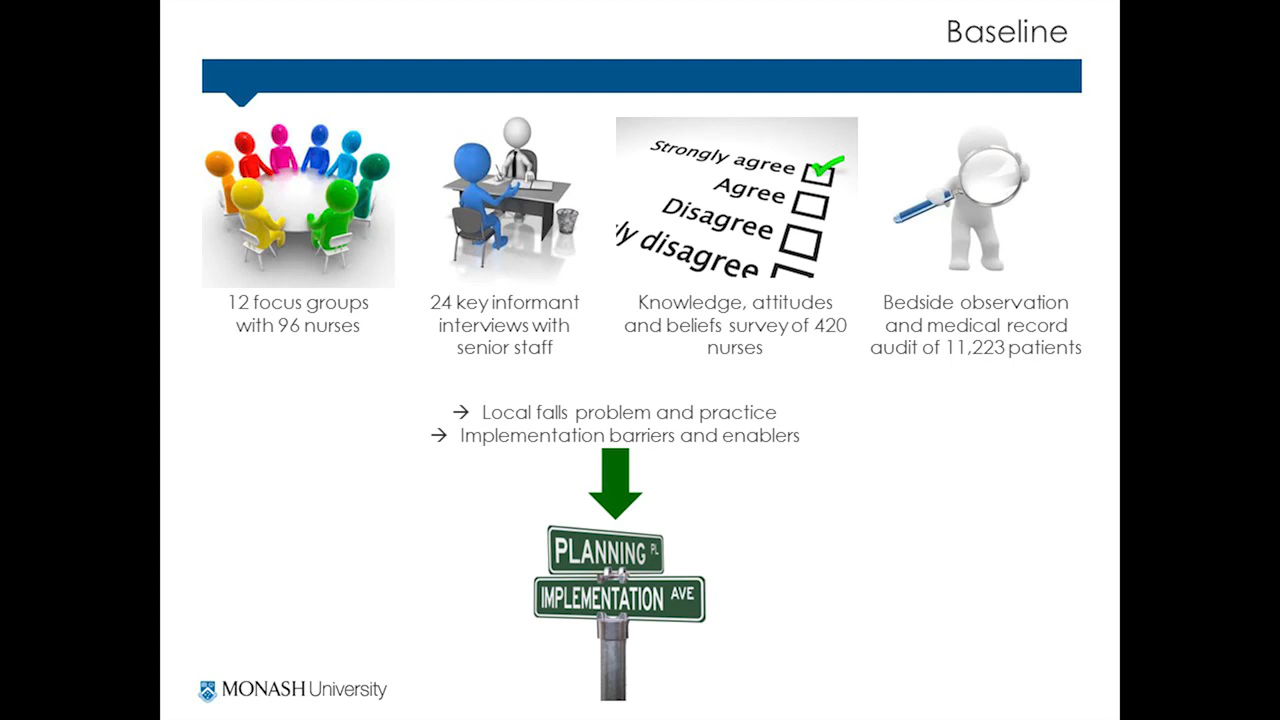 Baseline
Strongly agree
Agree
Disagree
ly disagree
12 focus groups
with 96 nurses
24 key informant
interviews with
senior staff
Knowledge, attitudes
and beliefs survey of 420
nurses
Bedside observation
and medical record
audit of 11,223 patients
→ Local falls problem and practice
→ Implementation barriers and enablers
PLANNING PL
IMPLEMENTATION AVE
MONASH University